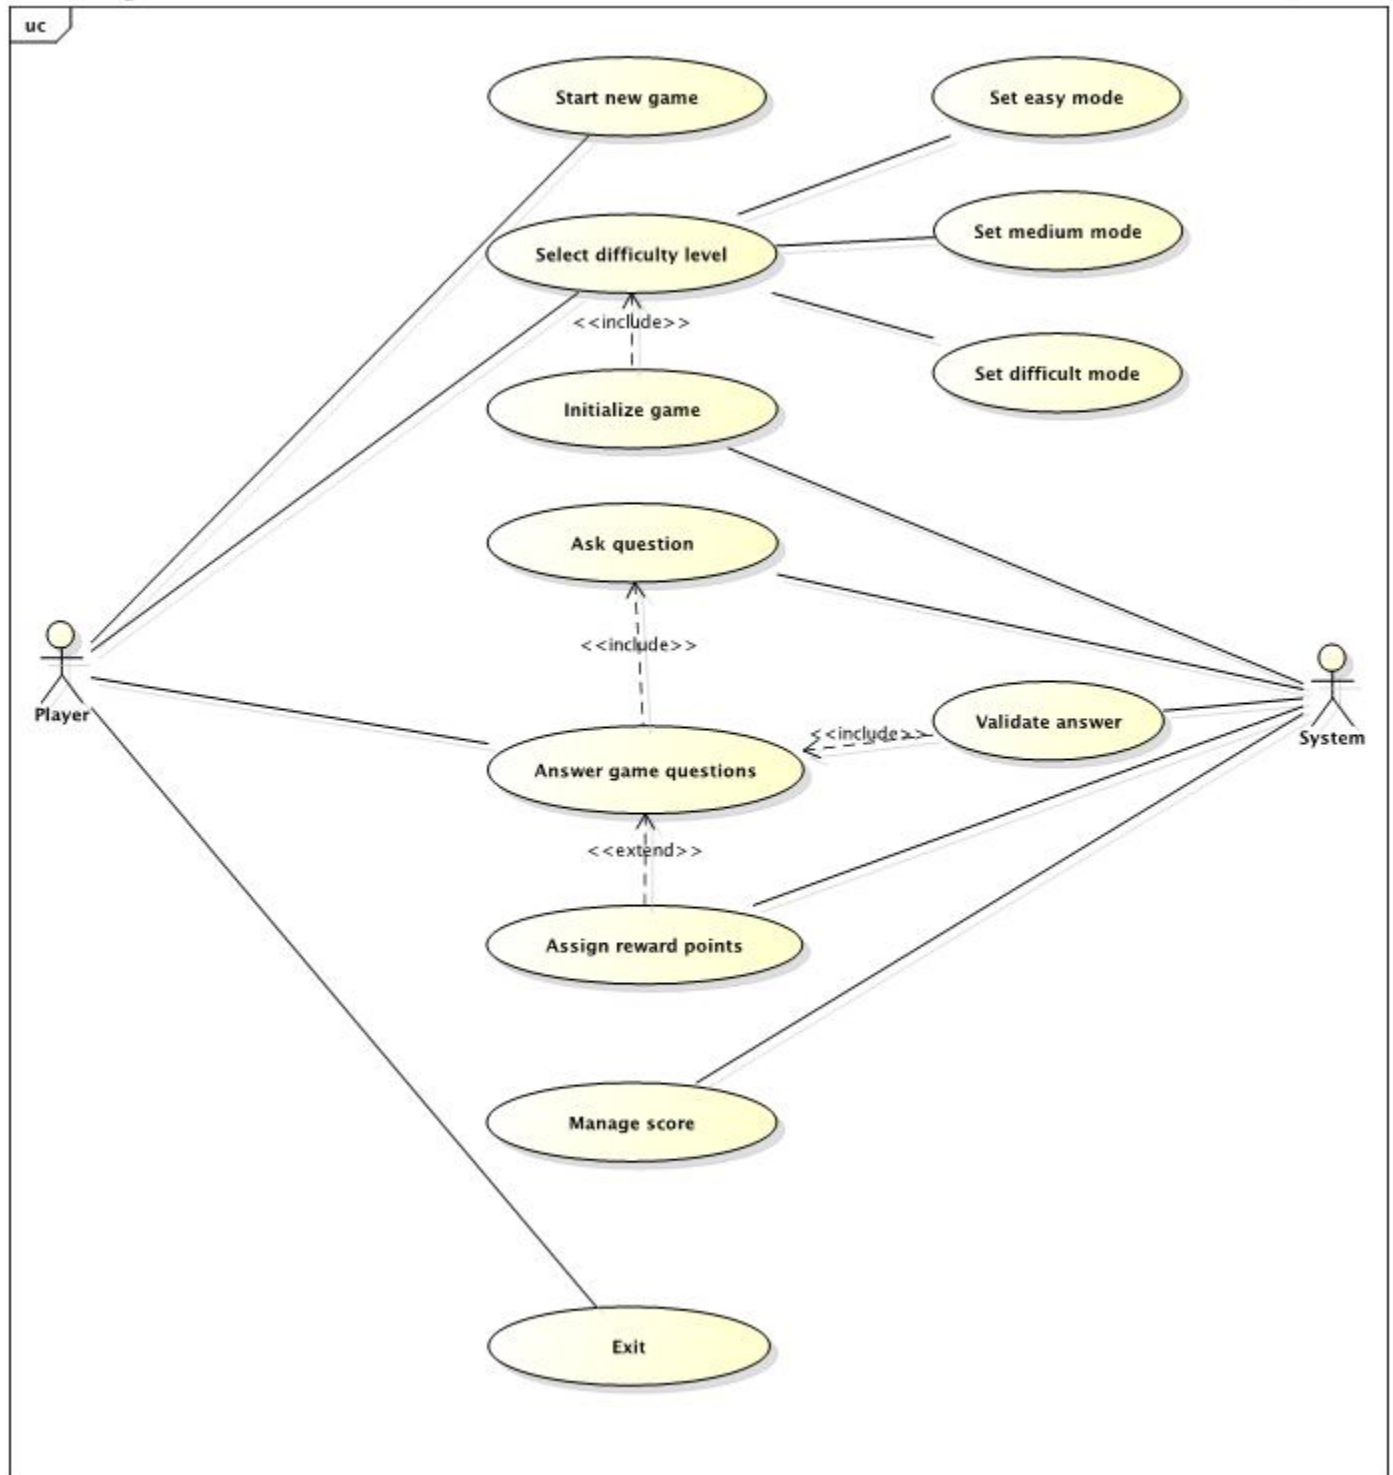 uc
Start new game
Set easy mode
Set medium mode
Select difficulty level
<<include>>
Set difficult mode
Initialize game
Ask question
<<include>>
Player
Validate answer
<<include>>
System
Answer game questions
<<extend>>
Assign reward points
Manage score
Exit